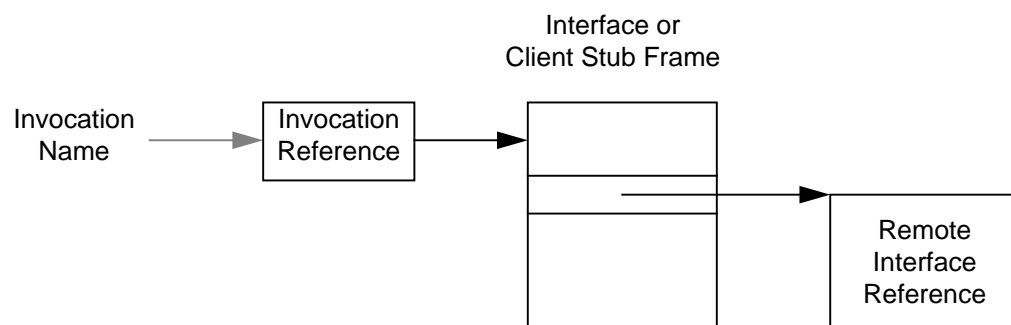 Interface or
Client Stub Frame
Invocation
Name
Invocation
Reference
Remote
Interface
Reference